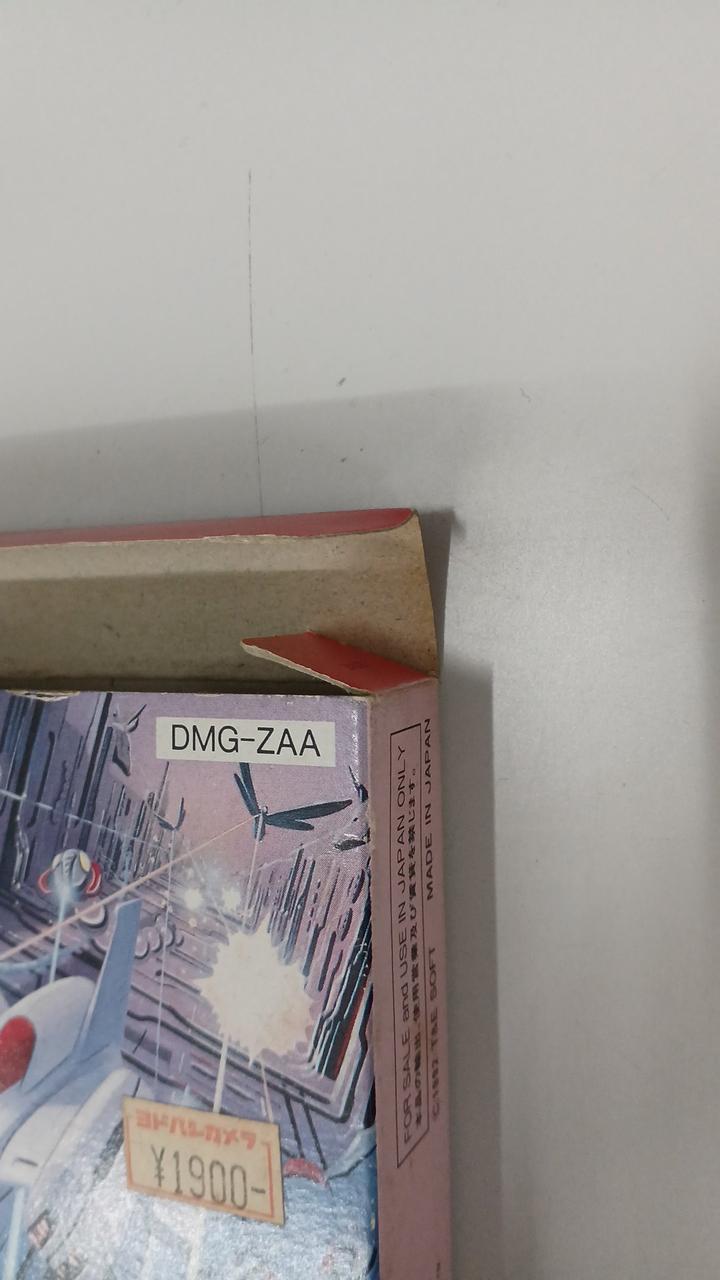 DMG-ZAA
ヨドバシカメラ
¥1900-
FOR SALE and USE IN JAPAN ONLY
本品の輸出、使用営業及び賃貸を禁じます。
©1992 T&E SOFT MADE IN JAPAN